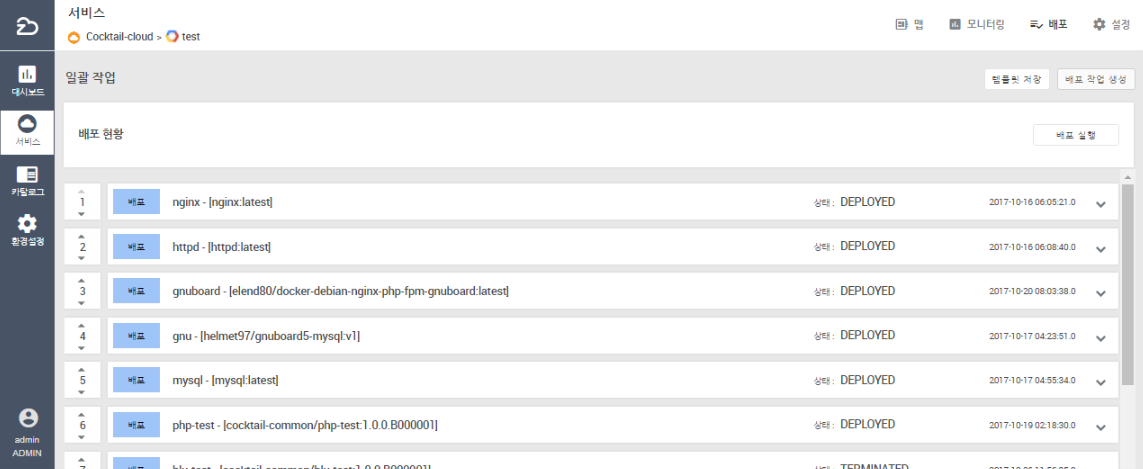 서비스
Cocktail-cloud > test
맵 모니터링 배포 설정
대시보드
서비스
카탈로그
환경설정
admin
ADMIN
일괄 작업
템플릿 저장 배포 작업 생성
배포 현황
배포 실행
1 배포 nginx - [nginx:latest] 상태 : DEPLOYED 2017-10-16 06:05:21.0
2 배포 httpd - [httpd:latest] 상태 : DEPLOYED 2017-10-16 06:08:40.0
3 배포 gnuboard - [elend80/docker-debian-nginx-php-fpm-gnuboard:latest] 상태 : DEPLOYED 2017-10-20 08:03:38.0
4 배포 gnu - [helmet97/gnuboard5-mysql:v1] 상태 : DEPLOYED 2017-10-17 04:23:51.0
5 배포 mysql - [mysql:latest] 상태 : DEPLOYED 2017-10-17 04:55:34.0
6 배포 php-test - [cocktail-common/php-test:1.0.0.B000001] 상태 : DEPLOYED 2017-10-19 02:18:30.0
7 배포 상태 : TERMINATED